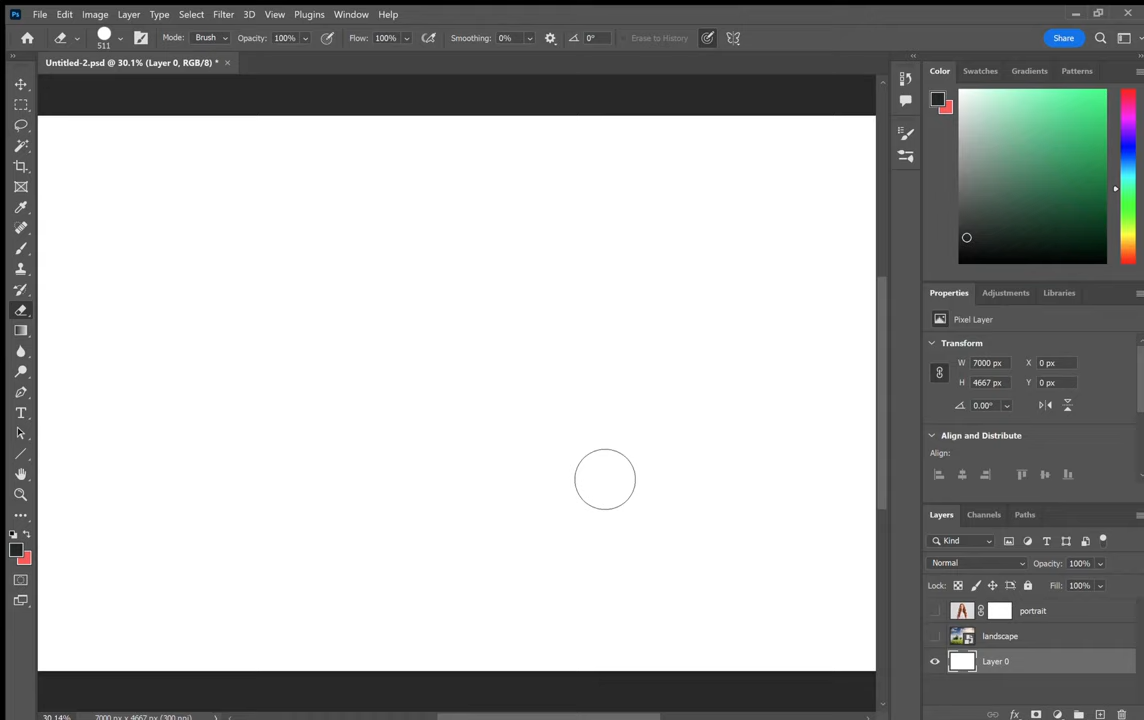 Ps File Edit Image Layer Type Select Filter 3D View Plugins Window Help
511 Mode: Brush Opacity: 100% Flow: 100% Smoothing: 0% 0° Erase to History Share
Untitled-2.psd @ 30.1% (Layer 0, RGB/8) * ×
Color Swatches Gradients Patterns
Properties Adjustments Libraries
Pixel Layer
Transform
W 7000 px X 0 px
H 4667 px Y 0 px
0.00°
Align and Distribute
Align:
Layers Channels Paths
Kind
Normal Opacity: 100%
Lock: Fill: 100%
portrait
landscape
Layer 0
30.14% 7000 px x 4667 px (300 ppi)
fx